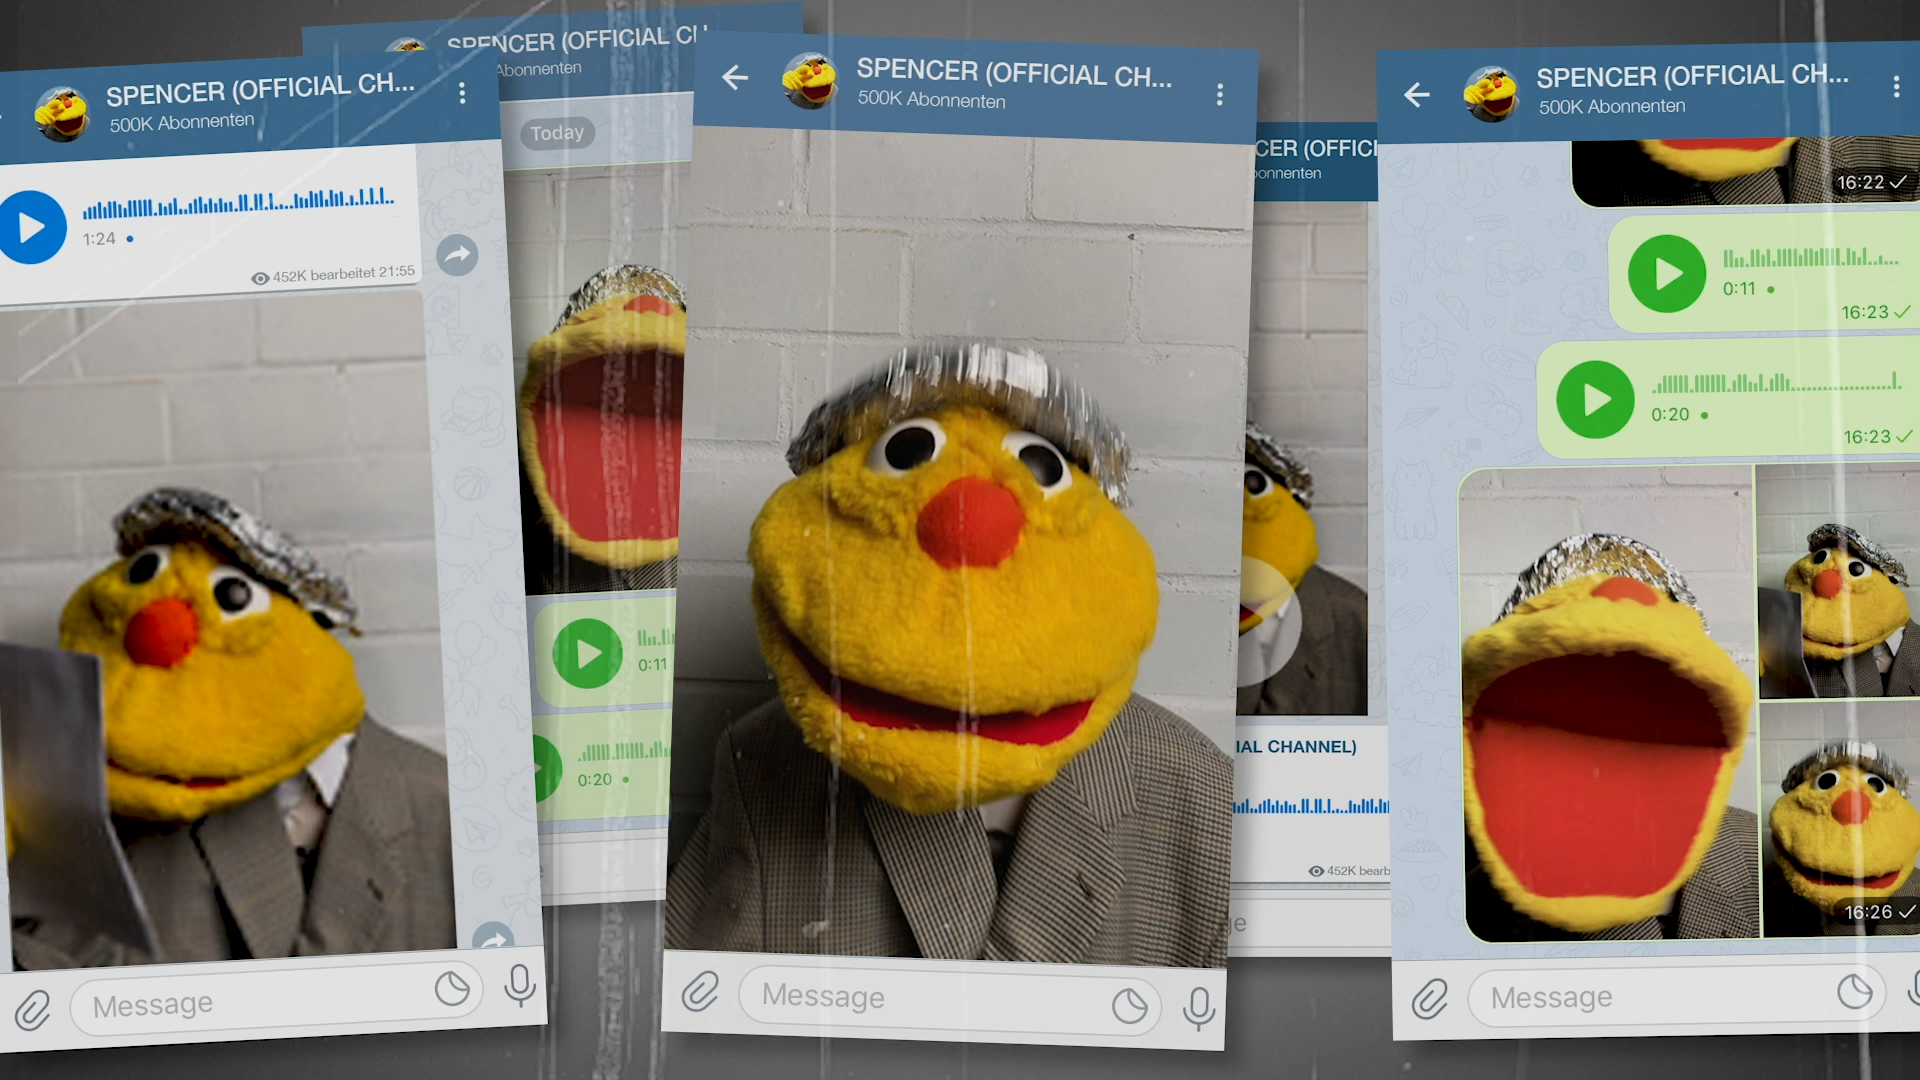 SPENCER (OFFICIAL CH...
500K Abonnenten
1:24
452K bearbeitet 21:55
Message
SPENCER (OFFICIAL CH
Abonnenten
Today
0:11
0:20
SPENCER (OFFICIAL CH...
500K Abonnenten
Message
CER (OFFICI
onnenten
IAL CHANNEL)
452K bearb
ge
SPENCER (OFFICIAL CH...
500K Abonnenten
16:22
0:11
16:23
0:20
16:23
16:26
Message